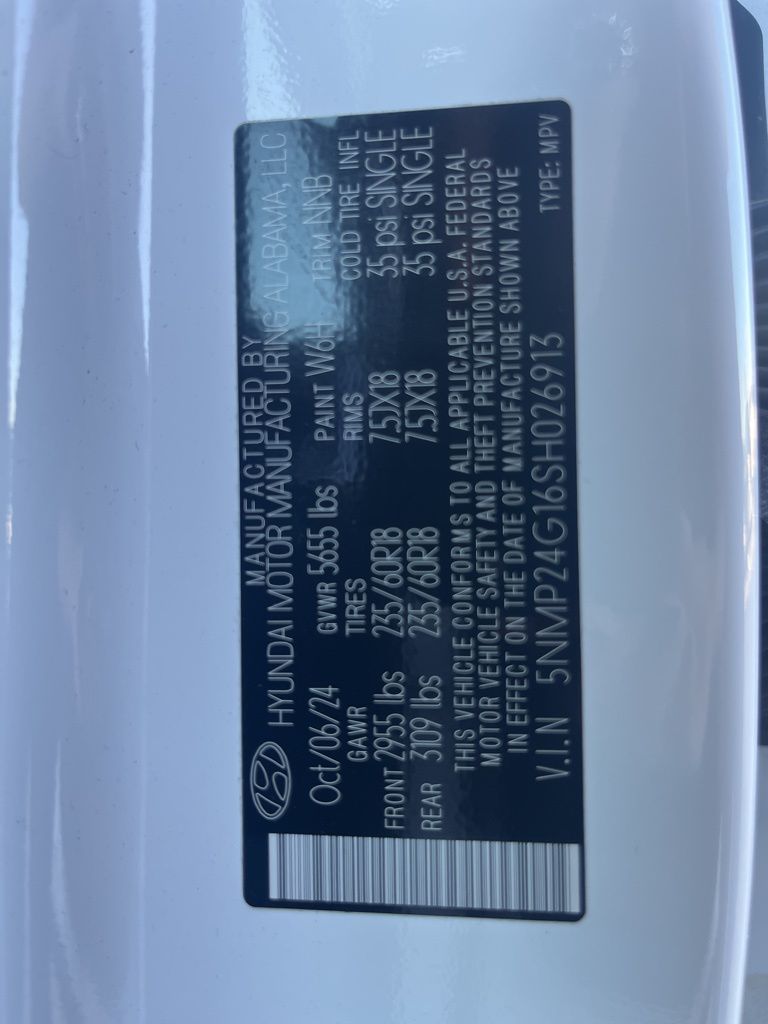 MANUFACTURED BY
HYUNDAI MOTOR MANUFACTURING ALABAMA, LLC
Oct/06/24 GVWR 5655 lbs PAINT W6H TRIM NNB
GAWR TIRES RIMS COLD TIRE INFL
FRONT 2955 lbs 235/60R18 7.5JX18 35 psi SINGLE
REAR 3109 lbs 235/60R18 7.5JX18 35 psi SINGLE
THIS VEHICLE CONFORMS TO ALL APPLICABLE U.S.A. FEDERAL
MOTOR VEHICLE SAFETY AND THEFT PREVENTION STANDARDS
IN EFFECT ON THE DATE OF MANUFACTURE SHOWN ABOVE
V.I.N 5NMP24G16SH026913 TYPE: MPV